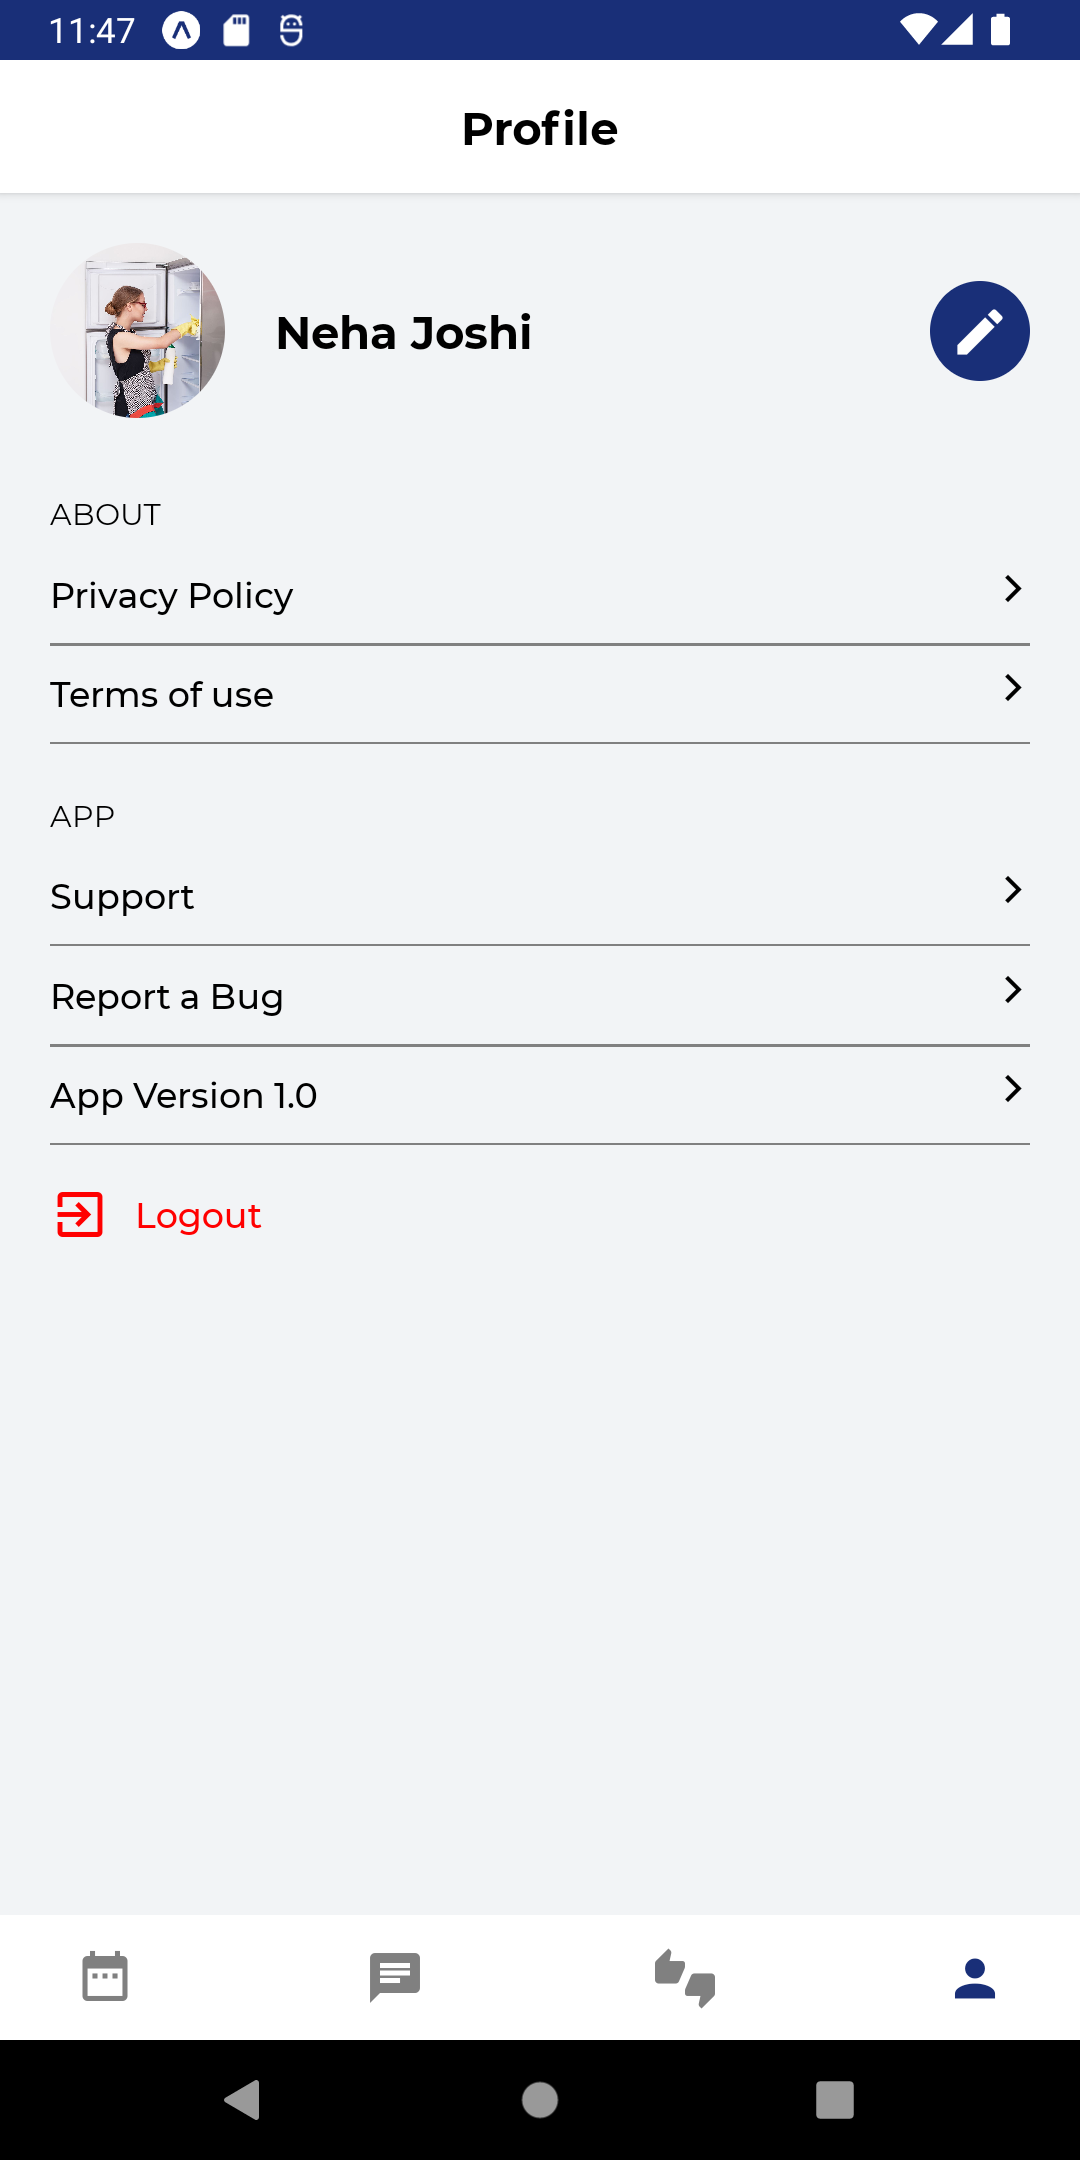 11:47
Profile
Neha Joshi
ABOUT
Privacy Policy
Terms of use
APP
Support
Report a Bug
App Version 1.0
Logout